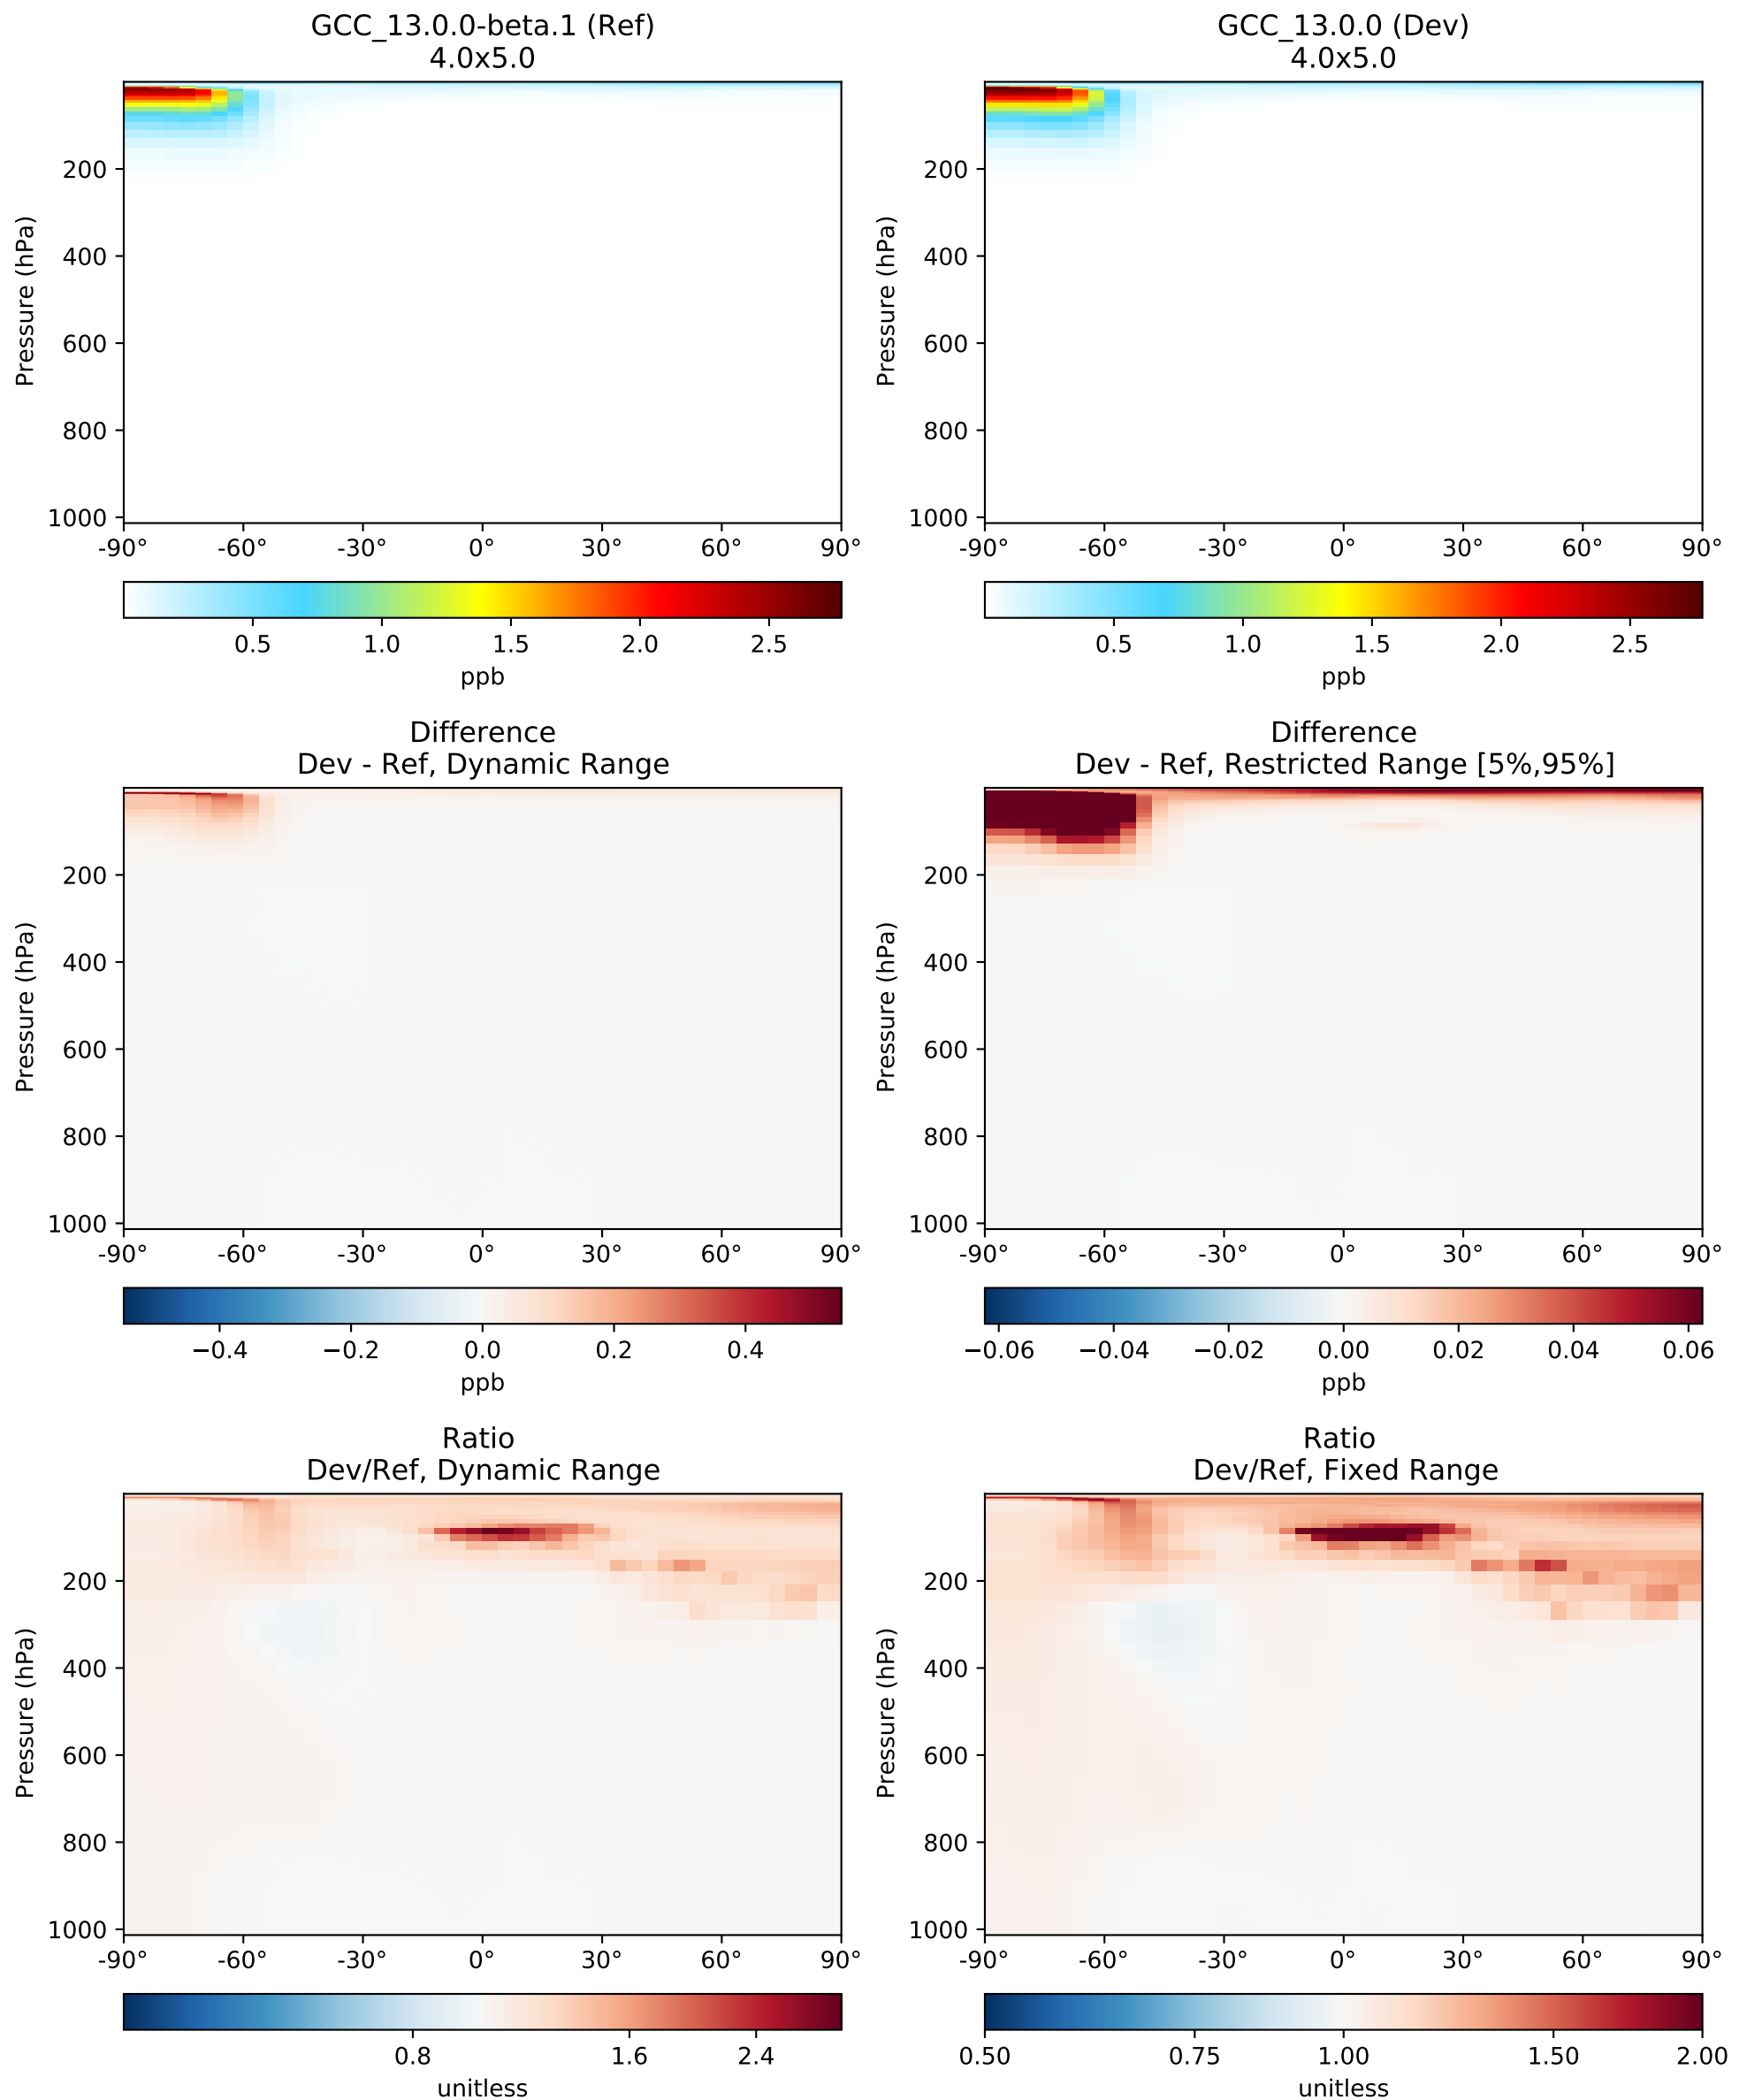 GCC_13.0.0-beta.1 (Ref)
4.0x5.0
Pressure (hPa)
200
400
600
800
1000
-90° -60° -30° 0° 30° 60° 90°
0.5 1.0 1.5 2.0 2.5
ppb
GCC_13.0.0 (Dev)
4.0x5.0
Pressure (hPa)
200
400
600
800
1000
-90° -60° -30° 0° 30° 60° 90°
0.5 1.0 1.5 2.0 2.5
ppb
Difference
Dev - Ref, Dynamic Range
Pressure (hPa)
200
400
600
800
1000
-90° -60° -30° 0° 30° 60° 90°
−0.4 −0.2 0.0 0.2 0.4
ppb
Difference
Dev - Ref, Restricted Range [5%,95%]
Pressure (hPa)
200
400
600
800
1000
-90° -60° -30° 0° 30° 60° 90°
−0.06 −0.04 −0.02 0.00 0.02 0.04 0.06
ppb
Ratio
Dev/Ref, Dynamic Range
Pressure (hPa)
200
400
600
800
1000
-90° -60° -30° 0° 30° 60° 90°
0.8 1.6 2.4
unitless
Ratio
Dev/Ref, Fixed Range
Pressure (hPa)
200
400
600
800
1000
-90° -60° -30° 0° 30° 60° 90°
0.50 0.75 1.00 1.50 2.00
unitless